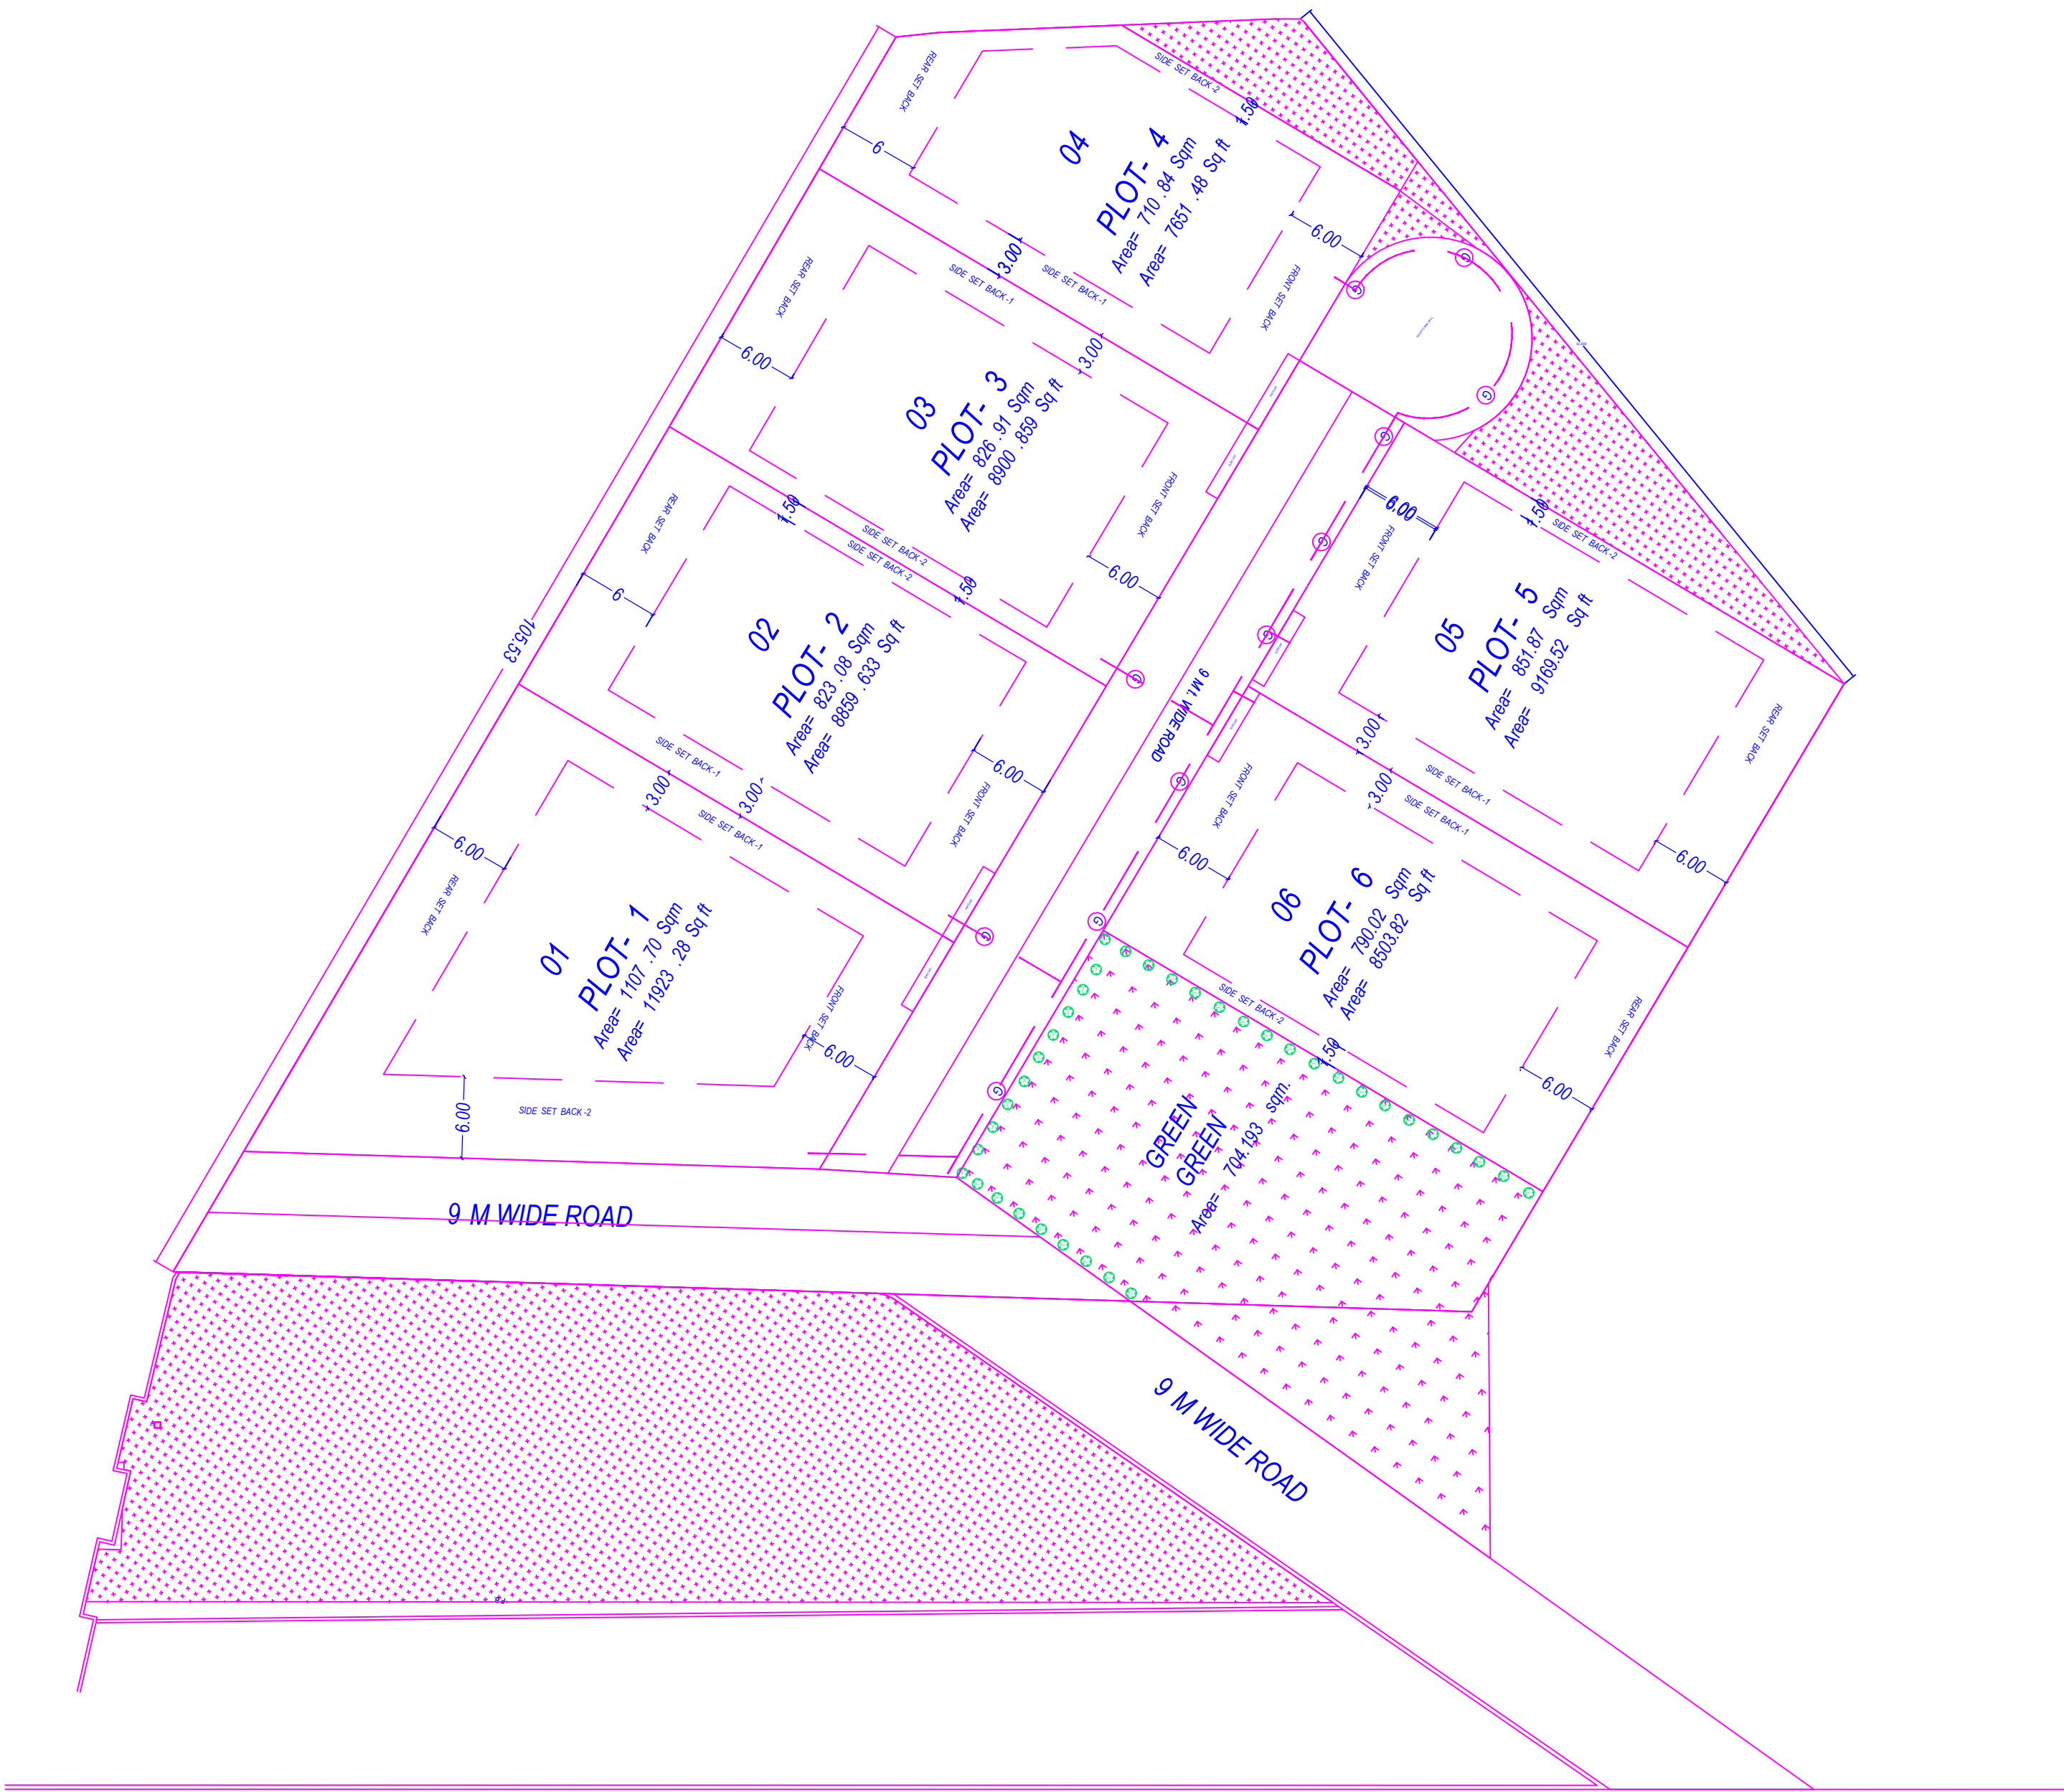 REAR SET BACK
SIDE SET BACK -2
1.50
6
04
PLOT- 4
Area= 710 . 84 Sqm
Area= 7651 . 48 Sq ft
6.00
3.00
SIDE SET BACK -1
FRONT SET BACK
G
G
G
G
REAR SET BACK
SIDE SET BACK -1
3.00
6.00
03
PLOT- 3
Area= 826 . 91 Sqm
Area= 8900 . 859 Sq ft
FRONT SET BACK
6.00
1.50
SIDE SET BACK -2
REAR SET BACK
SIDE SET BACK -2
1.50
6
02
PLOT- 2
Area= 823 . 08 Sqm
Area= 8859 . 633 Sq ft
6.00
FRONT SET BACK
SIDE SET BACK -1
3.00
3.00
SIDE SET BACK -1
105.53
6.00
REAR SET BACK
01
PLOT- 1
Area= 1107 . 70 Sqm
Area= 11923 . 28 Sq ft
FRONT SET BACK
6.00
6.00
SIDE SET BACK -2
G
G
9 Mt. WIDE ROAD
G
G
G
G
G
6.00
FRONT SET BACK
1.50
SIDE SET BACK -2
05
PLOT- 5
Area= 851.87 Sqm
Area= 9169.52 Sq ft
REAR SET BACK
3.00
SIDE SET BACK -1
6.00
3.00
SIDE SET BACK -1
FRONT SET BACK
6.00
06
PLOT- 6
Area= 790.02 Sqm
Area= 8503.82 Sq ft
REAR SET BACK
6.00
SIDE SET BACK -2
1.50
GREEN
GREEN
Area= 704.193 sqm.
9 M WIDE ROAD
9 M WIDE ROAD